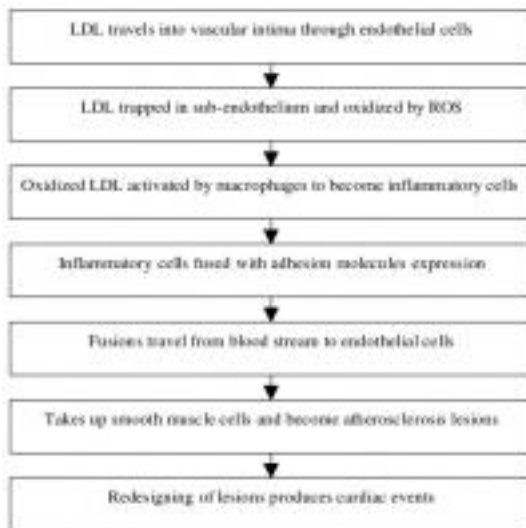 LDL travels into vascular intima through endothelial cells
LDL trapped in sub-endothelium and oxidized by ROS
Oxidized LDL activated by macrophages to become inflammatory cells
Inflammatory cells fused with adhesion molecules expression
Fusions travel from blood stream to endothelial cells
Takes up smooth muscle cells and become atherosclerosis lesions
Redesigning of lesions produces cardiac events